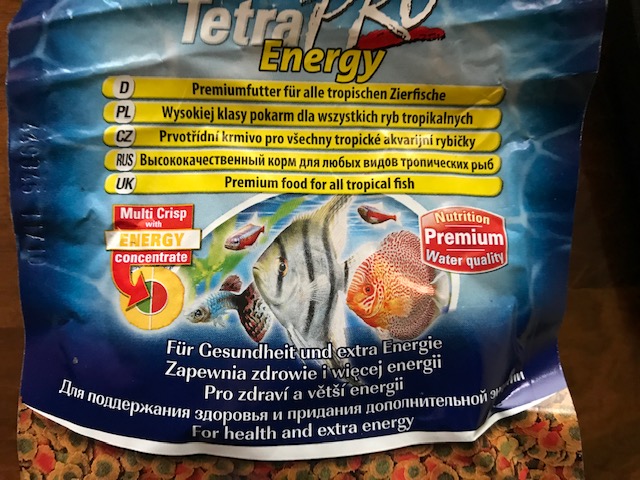 TetraPRO
Energy
D Premiumfutter für alle tropischen Zierfische
PL Wysokiej klasy pokarm dla wszystkich ryb tropikalnych
CZ Prvotřídní krmivo pro všechny tropické akvarijní rybičky
RUS Высококачественный корм для любых видов тропических рыб
UK Premium food for all tropical fish
Multi Crisp
with
ENERGY
concentrate
Nutrition
Premium
Water quality
Für Gesundheit und extra Energie
Zapewnia zdrowie i więcej energii
Pro zdraví a větší energii
Для поддержания здоровья и придания дополнительной
For health and extra energy